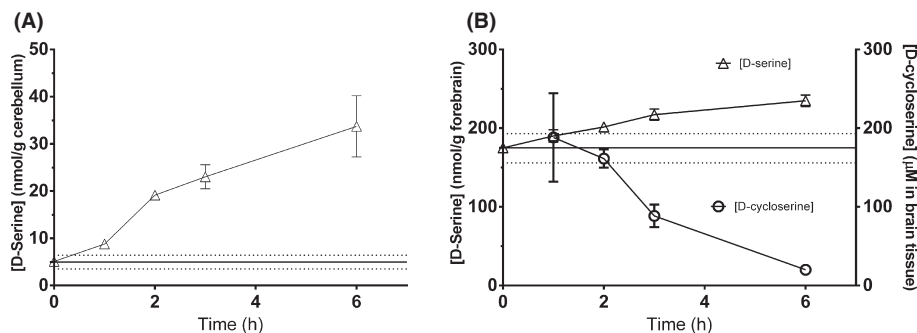 (A)
[D-Serine] (nmol/g cerebellum)
50
40
30
20
10
0
0 2 4 6
Time (h)
(B)
[D-Serine] (nmol/g forebrain)
300
200
100
0
0 2 4 6
Time (h)
[D-serine]
[D-cycloserine]
300
200
100
0
[D-cycloserine] (μM in brain tissue)